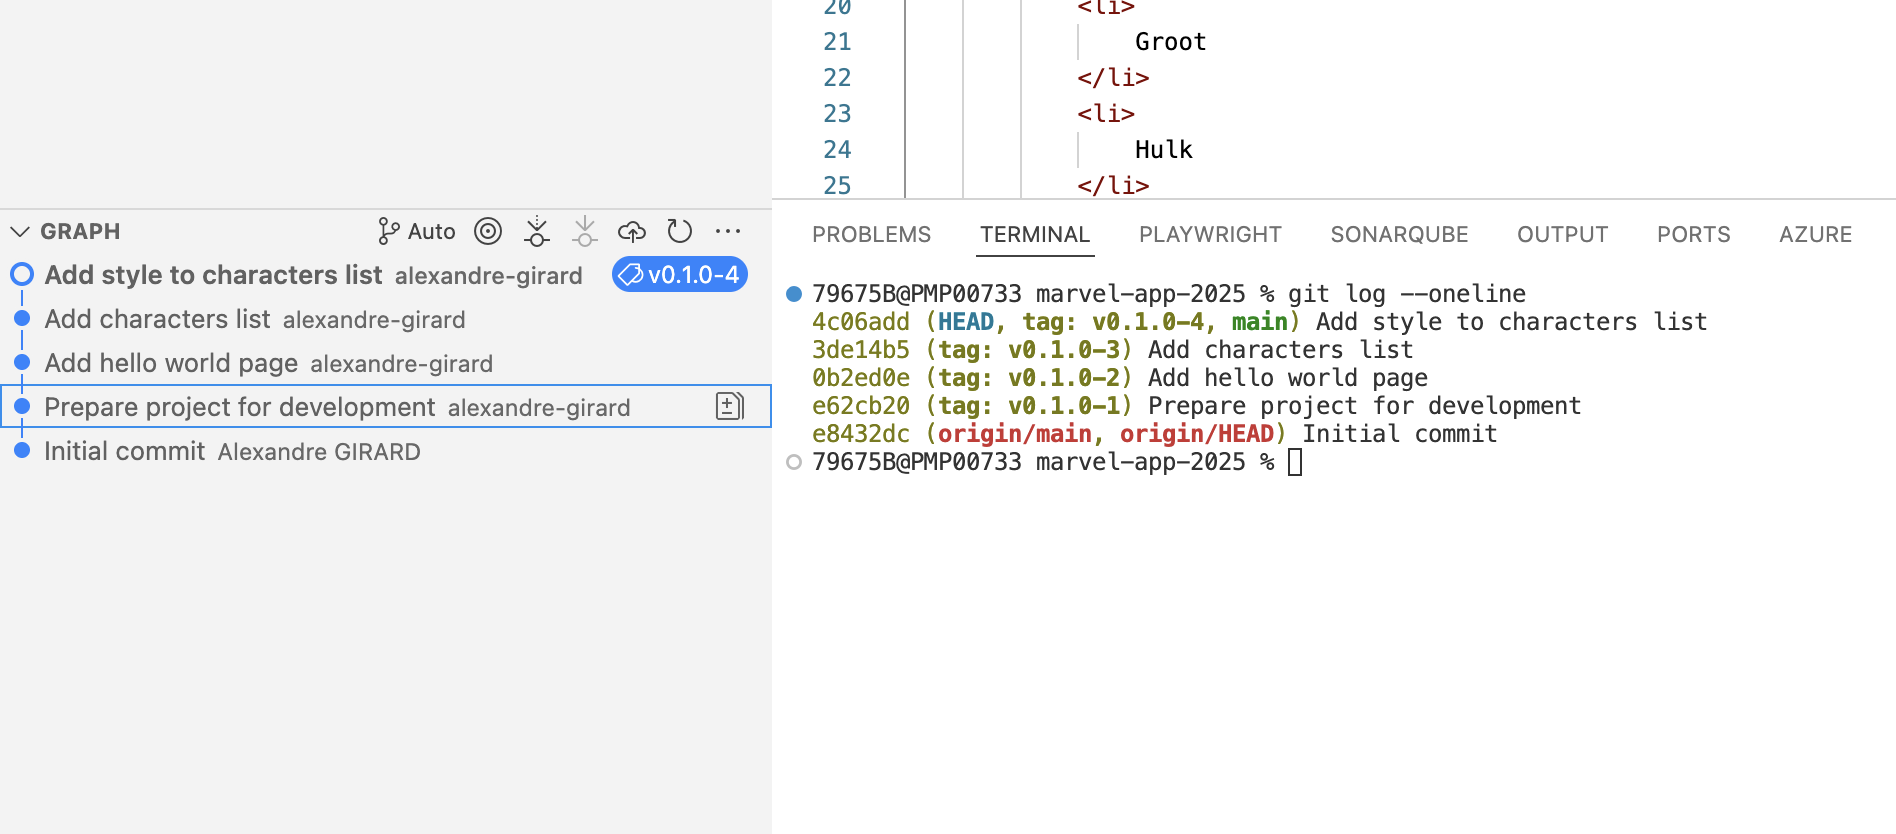 GRAPH
Auto
Add style to characters list alexandre-girard v0.1.0-4
Add characters list alexandre-girard
Add hello world page alexandre-girard
Prepare project for development alexandre-girard
Initial commit Alexandre GIRARD
20 <li>
21 Groot
22 </li>
23 <li>
24 Hulk
25 </li>
PROBLEMS TERMINAL PLAYWRIGHT SONARQUBE OUTPUT PORTS AZURE
79675B@PMP00733 marvel-app-2025 % git log --oneline
4c06add (HEAD, tag: v0.1.0-4, main) Add style to characters list
3de14b5 (tag: v0.1.0-3) Add characters list
0b2ed0e (tag: v0.1.0-2) Add hello world page
e62cb20 (tag: v0.1.0-1) Prepare project for development
e8432dc (origin/main, origin/HEAD) Initial commit
79675B@PMP00733 marvel-app-2025 %